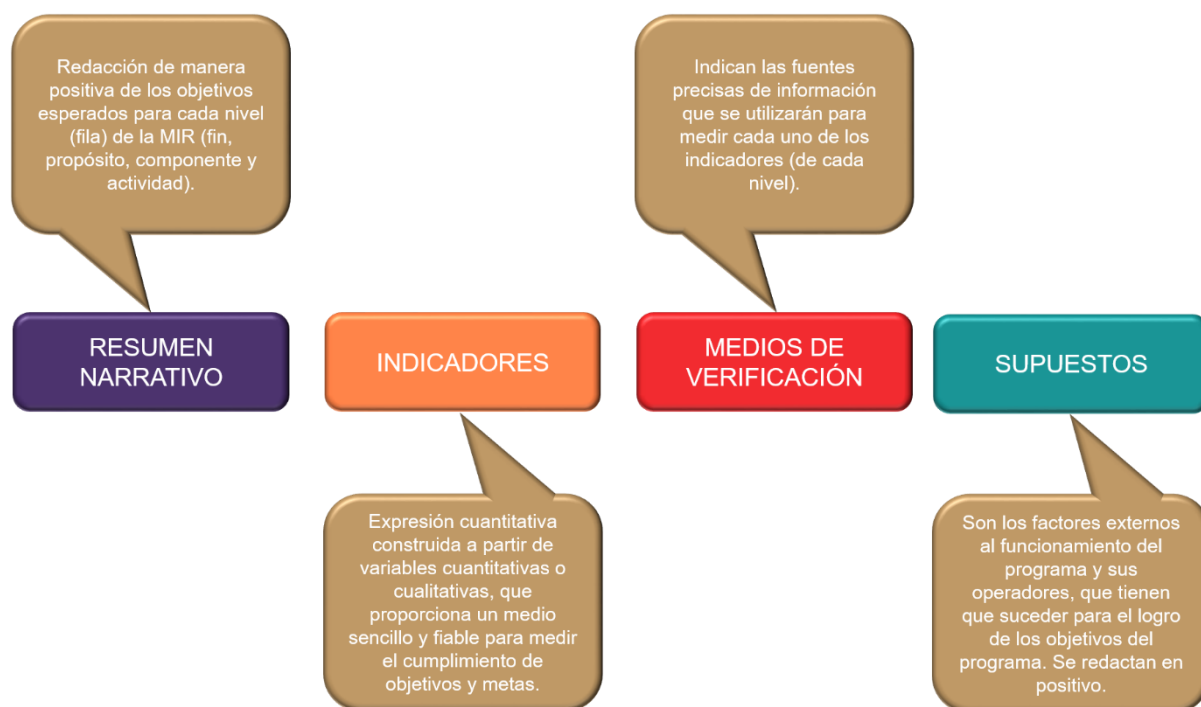 Redacción de manera
positiva de los objetivos
esperados para cada nivel
(fila) de la MIR (fin,
propósito, componente y
actividad).
Indican las fuentes
precisas de información
que se utilizarán para
medir cada uno de los
indicadores (de cada
nivel).
RESUMEN
NARRATIVO
INDICADORES
MEDIOS DE
VERIFICACIÓN
SUPUESTOS
Expresión cuantitativa
construida a partir de
variables cuantitativas o
cualitativas, que
proporciona un medio
sencillo y fiable para medir
el cumplimiento de
objetivos y metas.
Son los factores externos
al funcionamiento del
programa y sus
operadores, que tienen
que suceder para el logro
de los objetivos del
programa. Se redactan en
positivo.